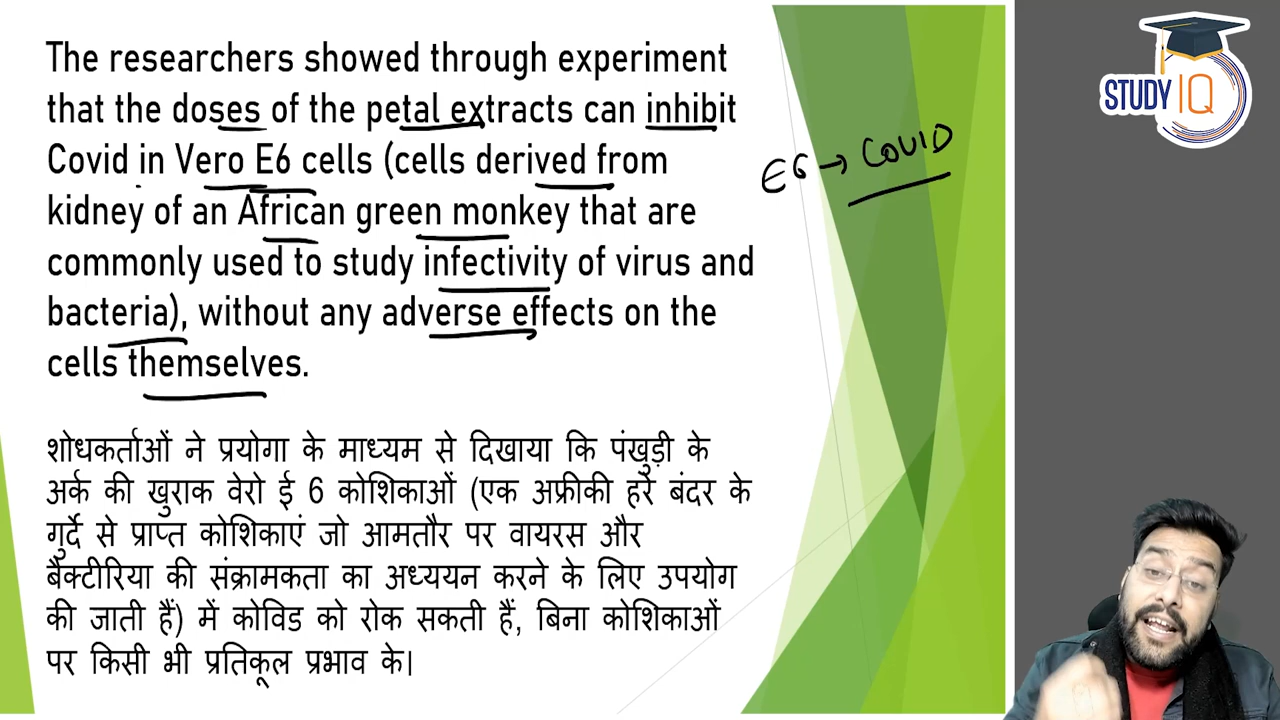 The researchers showed through experiment
that the doses of the petal extracts can inhibit
Covid in Vero E6 cells (cells derived from
kidney of an African green monkey that are
commonly used to study infectivity of virus and
bacteria), without any adverse effects on the
cells themselves.
शोधकर्ताओं ने प्रयोगा के माध्यम से दिखाया कि पंखुड़ी के
अर्क की खुराक वेरो ई 6 कोशिकाओं (एक अफ्रीकी हरे बंदर के
गुर्दे से प्राप्त कोशिकाएं जो आमतौर पर वायरस और
बैक्टीरिया की संक्रामकता का अध्ययन करने के लिए उपयोग
की जाती हैं) में कोविड को रोक सकती हैं, बिना कोशिकाओं
पर किसी भी प्रतिकूल प्रभाव के।
E6 → COVID
STUDY IQ